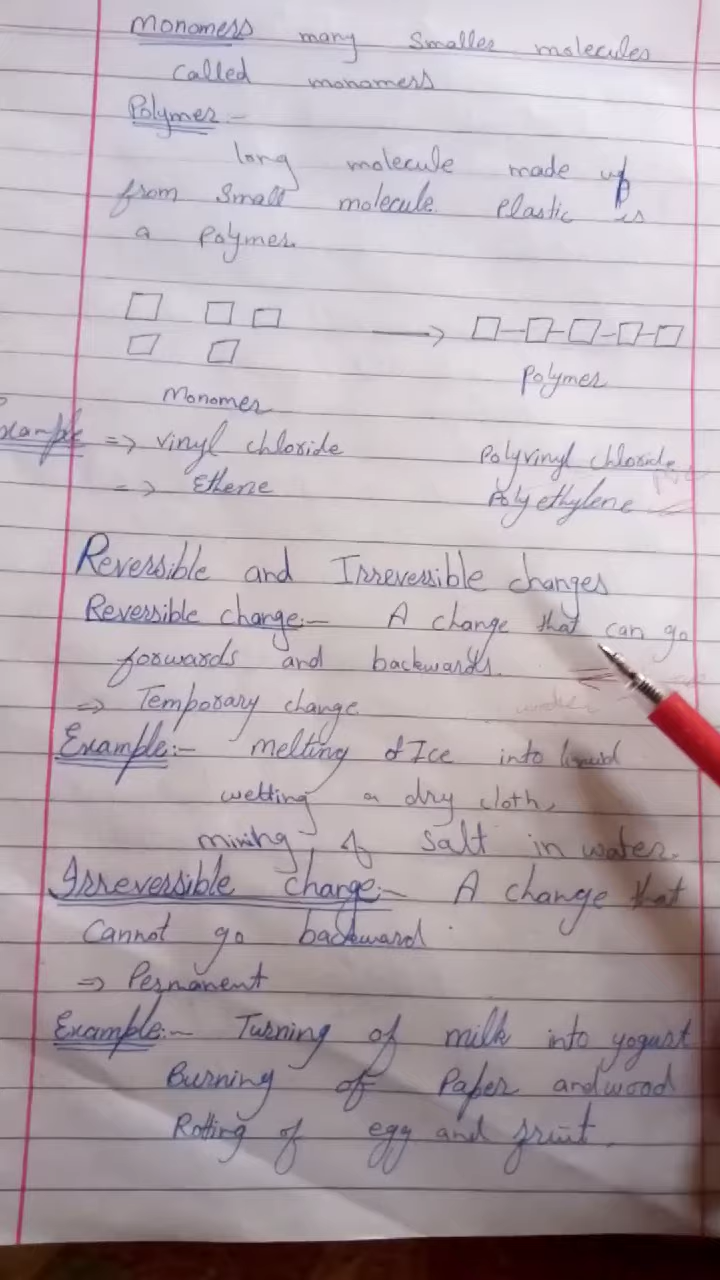 Monomers many smaller molecules
called monomers
Polymer:-
long molecule made up
from small molecule. Plastic is
a polymer.
Polymer
Monomer
Example => vinyl chloride Polyvinyl chloride
=> Ethene Polyethylene
Reversible and Irreversible changes
Reversible change:- A change that can go
forwards and backwards.
=> Temporary change
Example:- melting of Ice into liquid
wetting a dry cloth,
mixing of salt in water.
Irreversible change:- A change that
cannot go backward.
=> Permanent
Example:- Turning of milk into yogurt
Burning of Paper and wood
Rotting of egg and fruit.